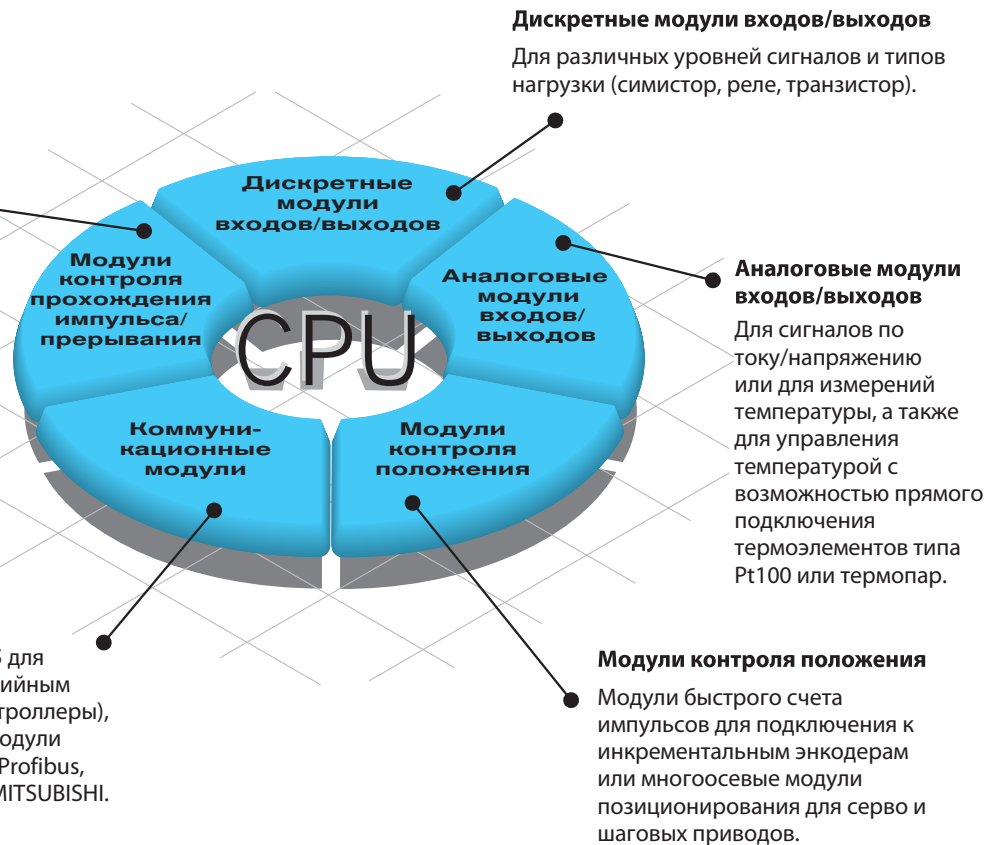 Дискретные модули входов/выходов
Для различных уровней сигналов и типов
нагрузки (симистор, реле, транзистор).
Дискретные
модули
входов/выходов
Модули
контроля
прохождения
импульса/
прерывания
Аналоговые
модули
входов/
выходов
CPU
Коммуни-
кационные
модули
Модули
контроля
положения
Аналоговые модули
входов/выходов
Для сигналов по
току/напряжению
или для измерений
температуры, а также
для управления
температурой с
возможностью прямого
подключения
термоэлементов типа
Pt100 или термопар.
для
троллеры),
одули
Profibus,
MITSUBISHI.
Модули контроля положения
Модули быстрого счета
импульсов для подключения к
инкрементальным энкодерам
или многоосевые модули
позиционирования для серво и
шаговых приводов.